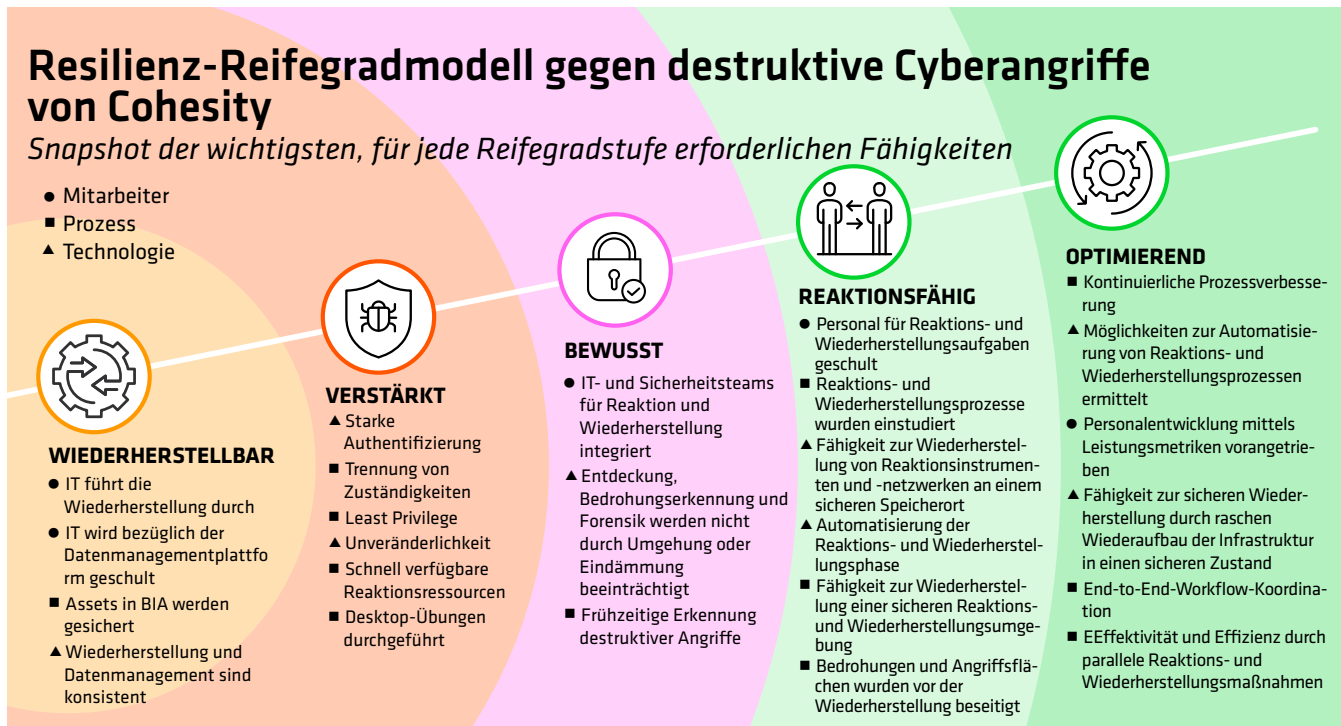 Resilienz-Reifegradmodell gegen destruktive Cyberangriffe
von Cohesity
Snapshot der wichtigsten, für jede Reifegradstufe erforderlichen Fähigkeiten
● Mitarbeiter
■ Prozess
▲ Technologie
WIEDERHERSTELLBAR
● IT führt die
Wiederherstellung durch
● IT wird bezüglich der
Datenmanagementplattfo
rm geschult
■ Assets in BIA werden
gesichert
▲ Wiederherstellung und
Datenmanagement sind
konsistent
VERSTÄRKT
▲ Starke
Authentifizierung
■ Trennung von
Zuständigkeiten
■ Least Privilege
▲ Unveränderlichkeit
■ Schnell verfügbare
Reaktionsressourcen
■ Desktop-Übungen
durchgeführt
BEWUSST
● IT- und Sicherheitsteams
für Reaktion und
Wiederherstellung
integriert
▲ Entdeckung,
Bedrohungserkennung und
Forensik werden nicht
durch Umgehung oder
Eindämmung
beeinträchtigt
■ Frühzeitige Erkennung
destruktiver Angriffe
REAKTIONSFÄHIG
● Personal für Reaktions- und
Wiederherstellungsaufgaben
geschult
■ Reaktions- und
Wiederherstellungsprozesse
wurden einstudiert
▲ Fähigkeit zur Wiederherstel-
lung von Reaktionsinstrumen-
ten und -netzwerken an einem
sicheren Speicherort
▲ Automatisierung der
Reaktions- und Wiederherstel-
lungsphase
■ Fähigkeit zur Wiederherstel-
lung einer sicheren Reaktions-
und Wiederherstellungsumge-
bung
■ Bedrohungen und Angriffsflä-
chen wurden vor der
Wiederherstellung beseitigt
OPTIMIEREND
■ Kontinuierliche Prozessverbesse-
rung
▲ Möglichkeiten zur Automatisie-
rung von Reaktions- und
Wiederherstellungsprozessen
ermittelt
● Personalentwicklung mittels
Leistungsmetriken vorangetrie-
ben
▲ Fähigkeit zur sicheren Wieder-
herstellung durch raschen
Wiederaufbau der Infrastruktur
in einen sicheren Zustand
■ End-to-End-Workflow-Koordina-
tion
■ EEffektivität und Effizienz durch
parallele Reaktions- und
Wiederherstellungsmaßnahmen